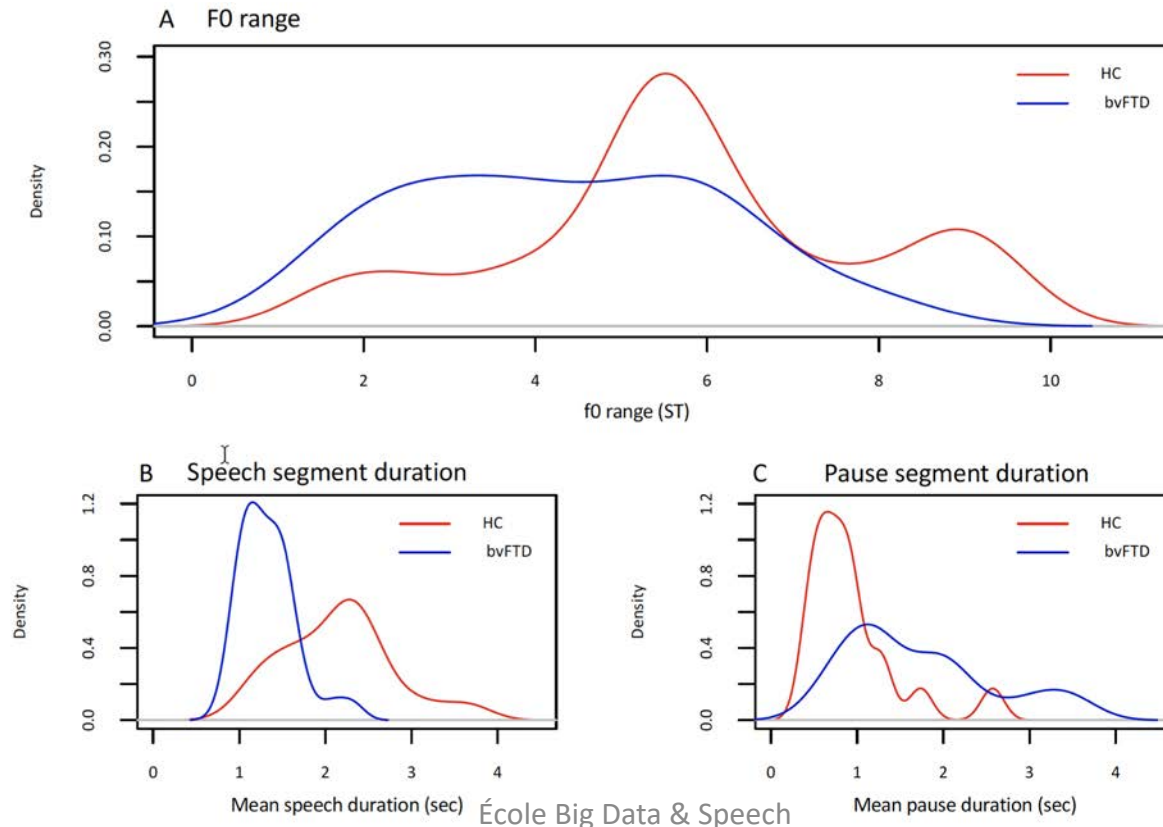 A F0 range
0.30
0.20
0.10
0.00
Density
HC
bvFTD
0 2 4 6 8 10
f0 range (ST)
B Speech segment duration
1.2
0.8
0.4
0.0
Density
HC
bvFTD
0 1 2 3 4
Mean speech duration (sec)
C Pause segment duration
1.2
0.8
0.4
0.0
Density
HC
bvFTD
0 1 2 3 4
Mean pause duration (sec)
École Big Data & Speech